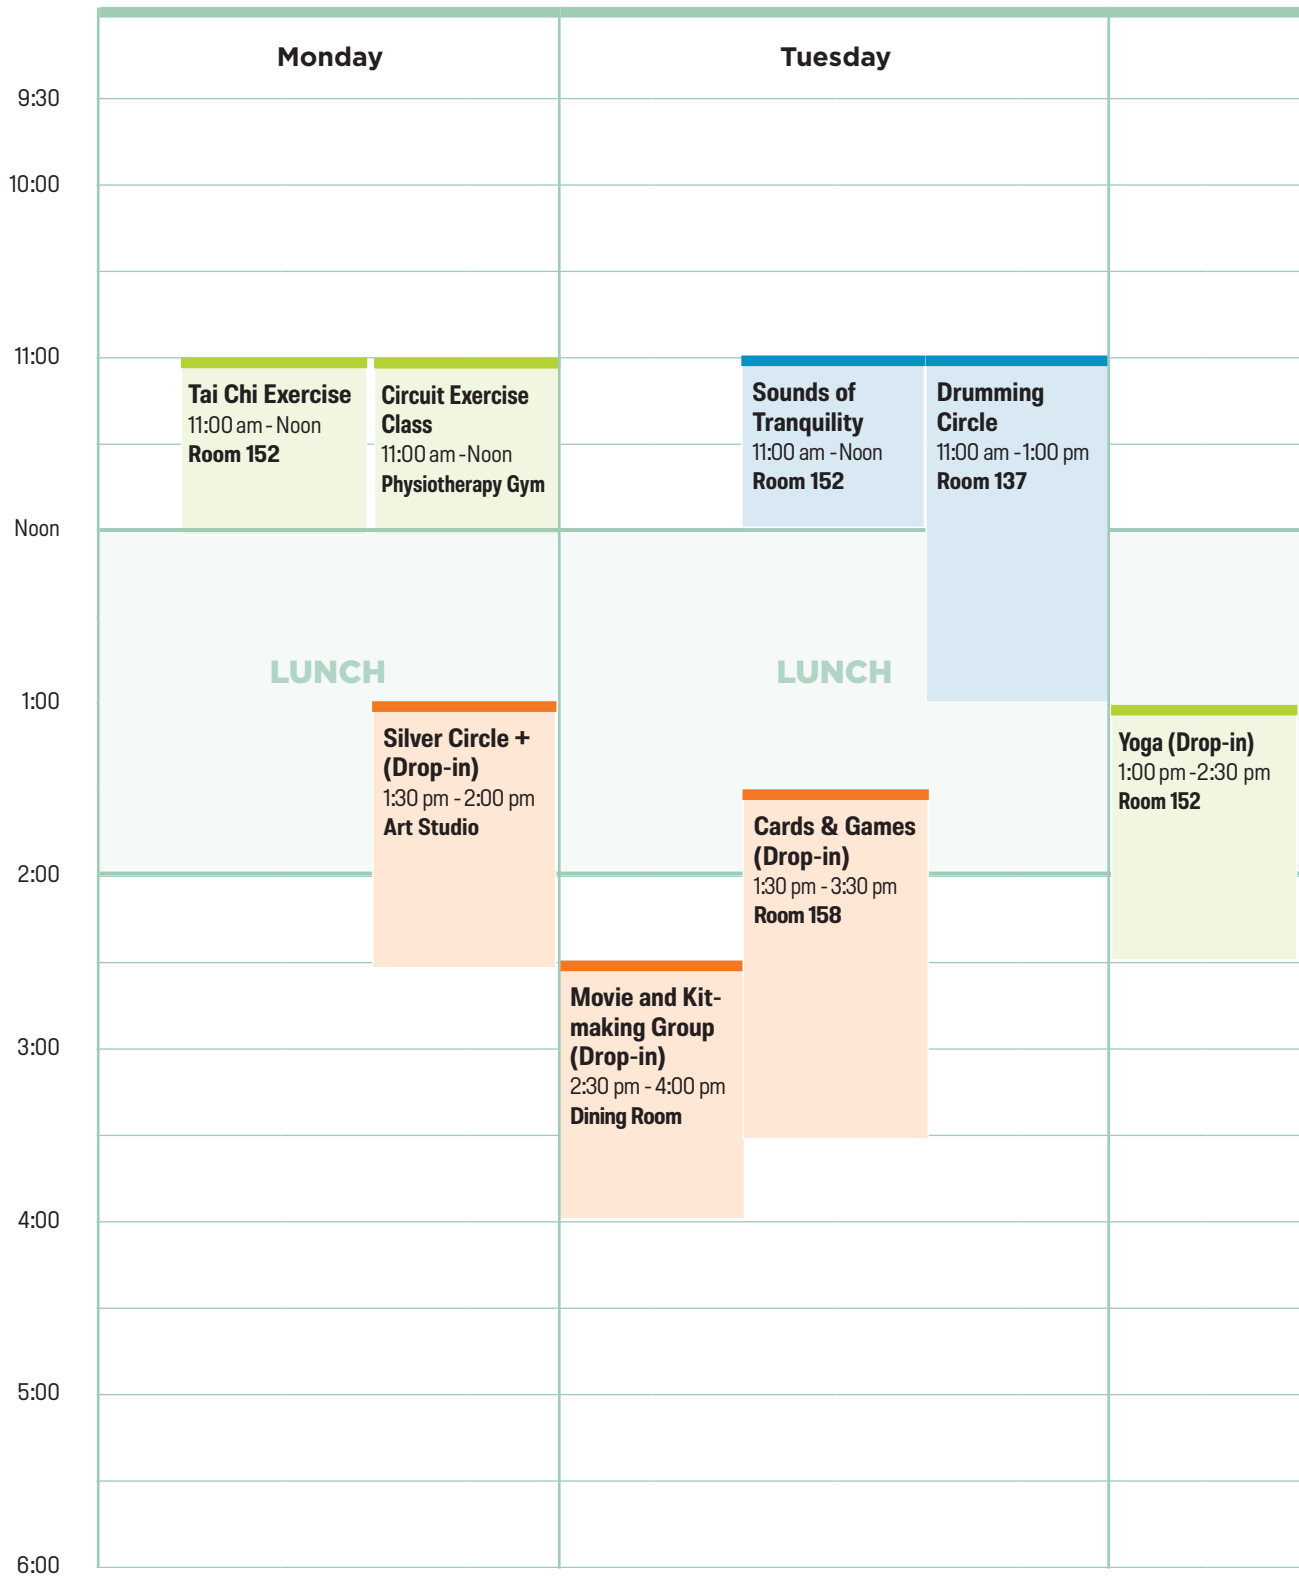 Monday
Tuesday
9:30
10:00
11:00
Noon
1:00
2:00
3:00
4:00
5:00
6:00
Tai Chi Exercise
11:00 am - Noon
Room 152
Circuit Exercise
Class
11:00 am - Noon
Physiotherapy Gym
LUNCH
Silver Circle +
(Drop-in)
1:30 pm - 2:00 pm
Art Studio
Sounds of
Tranquility
11:00 am - Noon
Room 152
Drumming
Circle
11:00 am - 1:00 pm
Room 137
LUNCH
Cards & Games
(Drop-in)
1:30 pm - 3:30 pm
Room 158
Movie and Kit-
making Group
(Drop-in)
2:30 pm - 4:00 pm
Dining Room
Yoga (Drop-in)
1:00 pm - 2:30 pm
Room 152